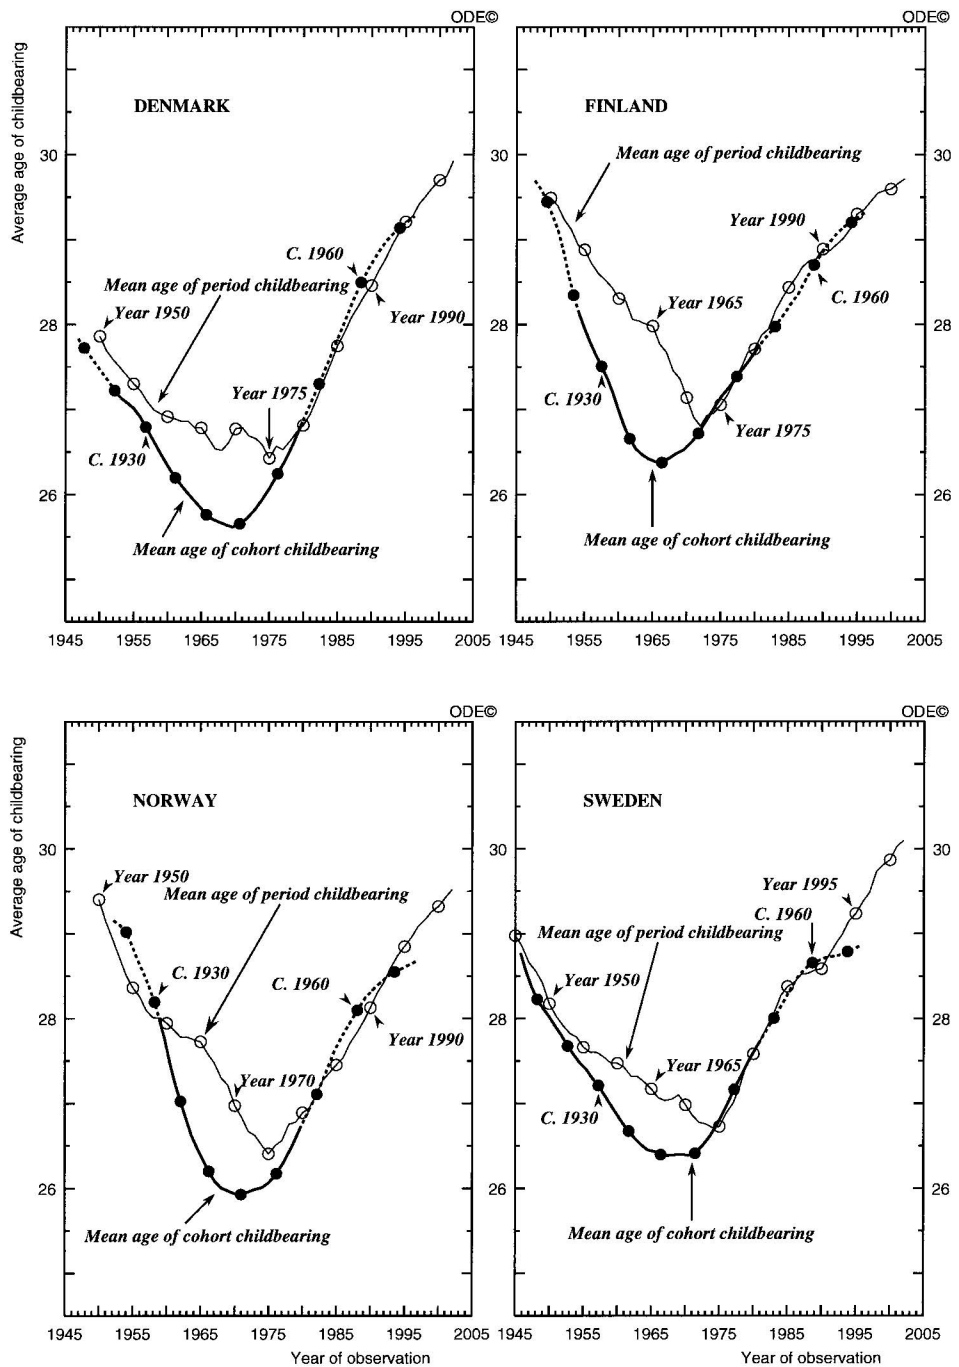 ODE©
DENMARK
Average age of childbearing
30
28
26
Mean age of period childbearing
Year 1950
C. 1930
C. 1960
Year 1990
Year 1975
Mean age of cohort childbearing
1945 1955 1965 1975 1985 1995 2005
ODE©
FINLAND
Mean age of period childbearing
Year 1965
Year 1990
C. 1960
C. 1930
Year 1975
Mean age of cohort childbearing
30
28
26
1945 1955 1965 1975 1985 1995 2005
ODE©
NORWAY
Average age of childbearing
30
28
26
Year 1950
Mean age of period childbearing
C. 1930
C. 1960
Year 1990
Year 1970
Mean age of cohort childbearing
1945 1955 1965 1975 1985 1995 2005
Year of observation
ODE©
SWEDEN
Year 1995
C. 1960
Mean age of period childbearing
Year 1950
Year 1965
C. 1930
Mean age of cohort childbearing
30
28
26
1945 1955 1965 1975 1985 1995 2005
Year of observation